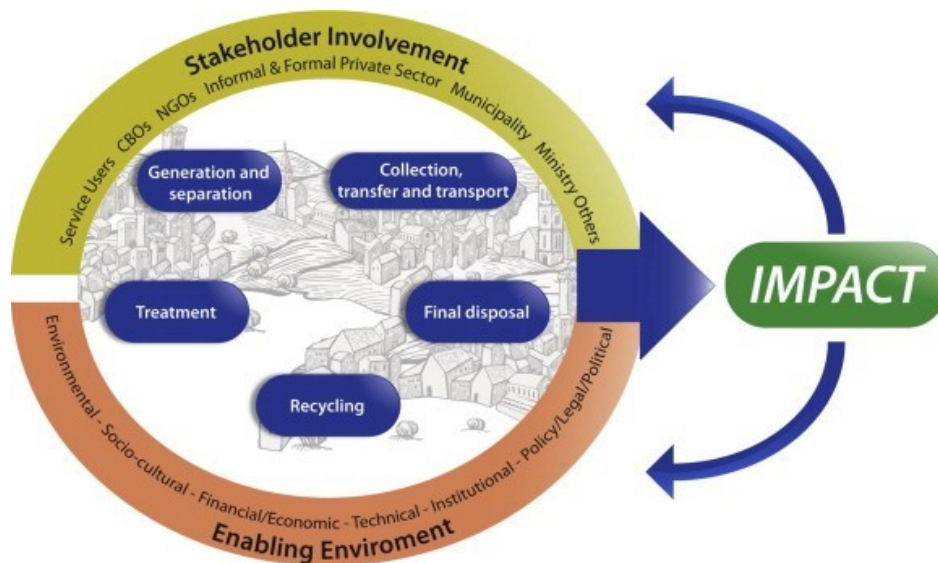 Stakeholder Involvement
Service Users CBOs NGOs Informal & Formal Private Sector Municipality Ministry Others
Generation and
separation
Collection,
transfer and transport
IMPACT
Treatment
Final disposal
Recycling
Environmental - Socio-cultural - Financial/Economic - Technical - Institutional - Policy/Legal/Political
Enabling Enviroment